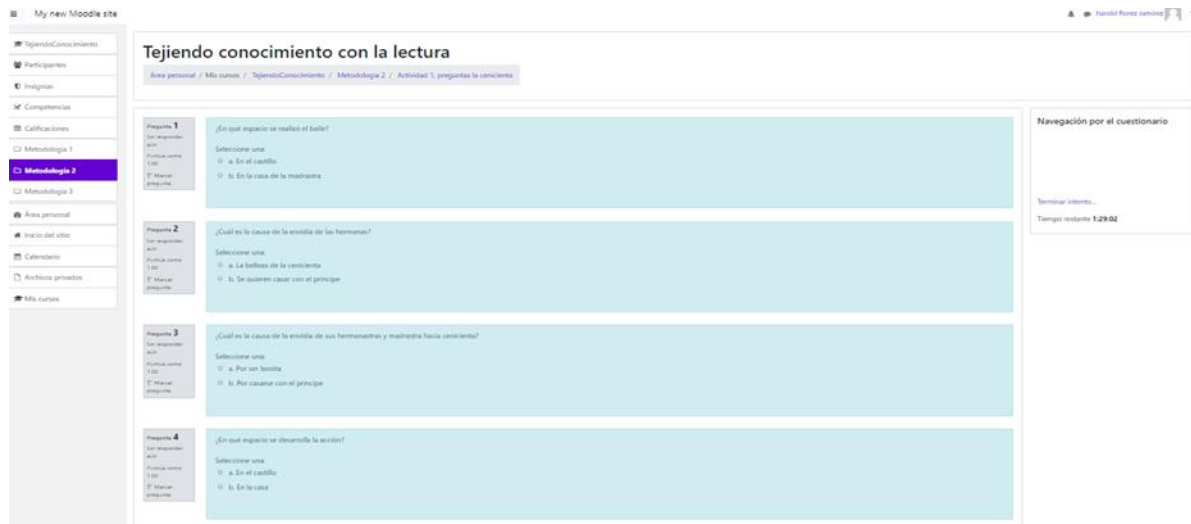 My new Moodle site
harold florez ramirez
TejiendoConocimiento
Participantes
Insignias
Competencias
Calificaciones
Metodología 1
Metodología 2
Metodología 3
Área personal
Inicio del sitio
Calendario
Archivos privados
Mis cursos
Tejiendo conocimiento con la lectura
Área personal / Mis cursos / TejiendoConocimiento / Metodología 2 / Actividad 1, preguntas la cenicienta
Pregunta 1
Sin responder
aún
Puntúa como
1.00
Marcar
pregunta
¿En qué espacio se realizó el baile?
Seleccione una:
a. En el castillo
b. En la casa de la madrastra
Pregunta 2
Sin responder
aún
Puntúa como
1.00
Marcar
pregunta
¿Cuál es la causa de la envidia de las hermanas?
Seleccione una:
a. La belleza de la cenicienta
b. Se quieren casar con el príncipe
Pregunta 3
Sin responder
aún
Puntúa como
1.00
Marcar
pregunta
¿Cuál es la causa de la envidia de sus hermanastras y madrastra hacia cenicienta?
Seleccione una:
a. Por ser bonita
b. Por casarse con el príncipe
Pregunta 4
Sin responder
aún
Puntúa como
1.00
Marcar
pregunta
¿En qué espacio se desarrolla la acción?
Seleccione una:
a. En el castillo
b. En la casa
Navegación por el cuestionario
Terminar intento...
Tiempo restante 1:29:02